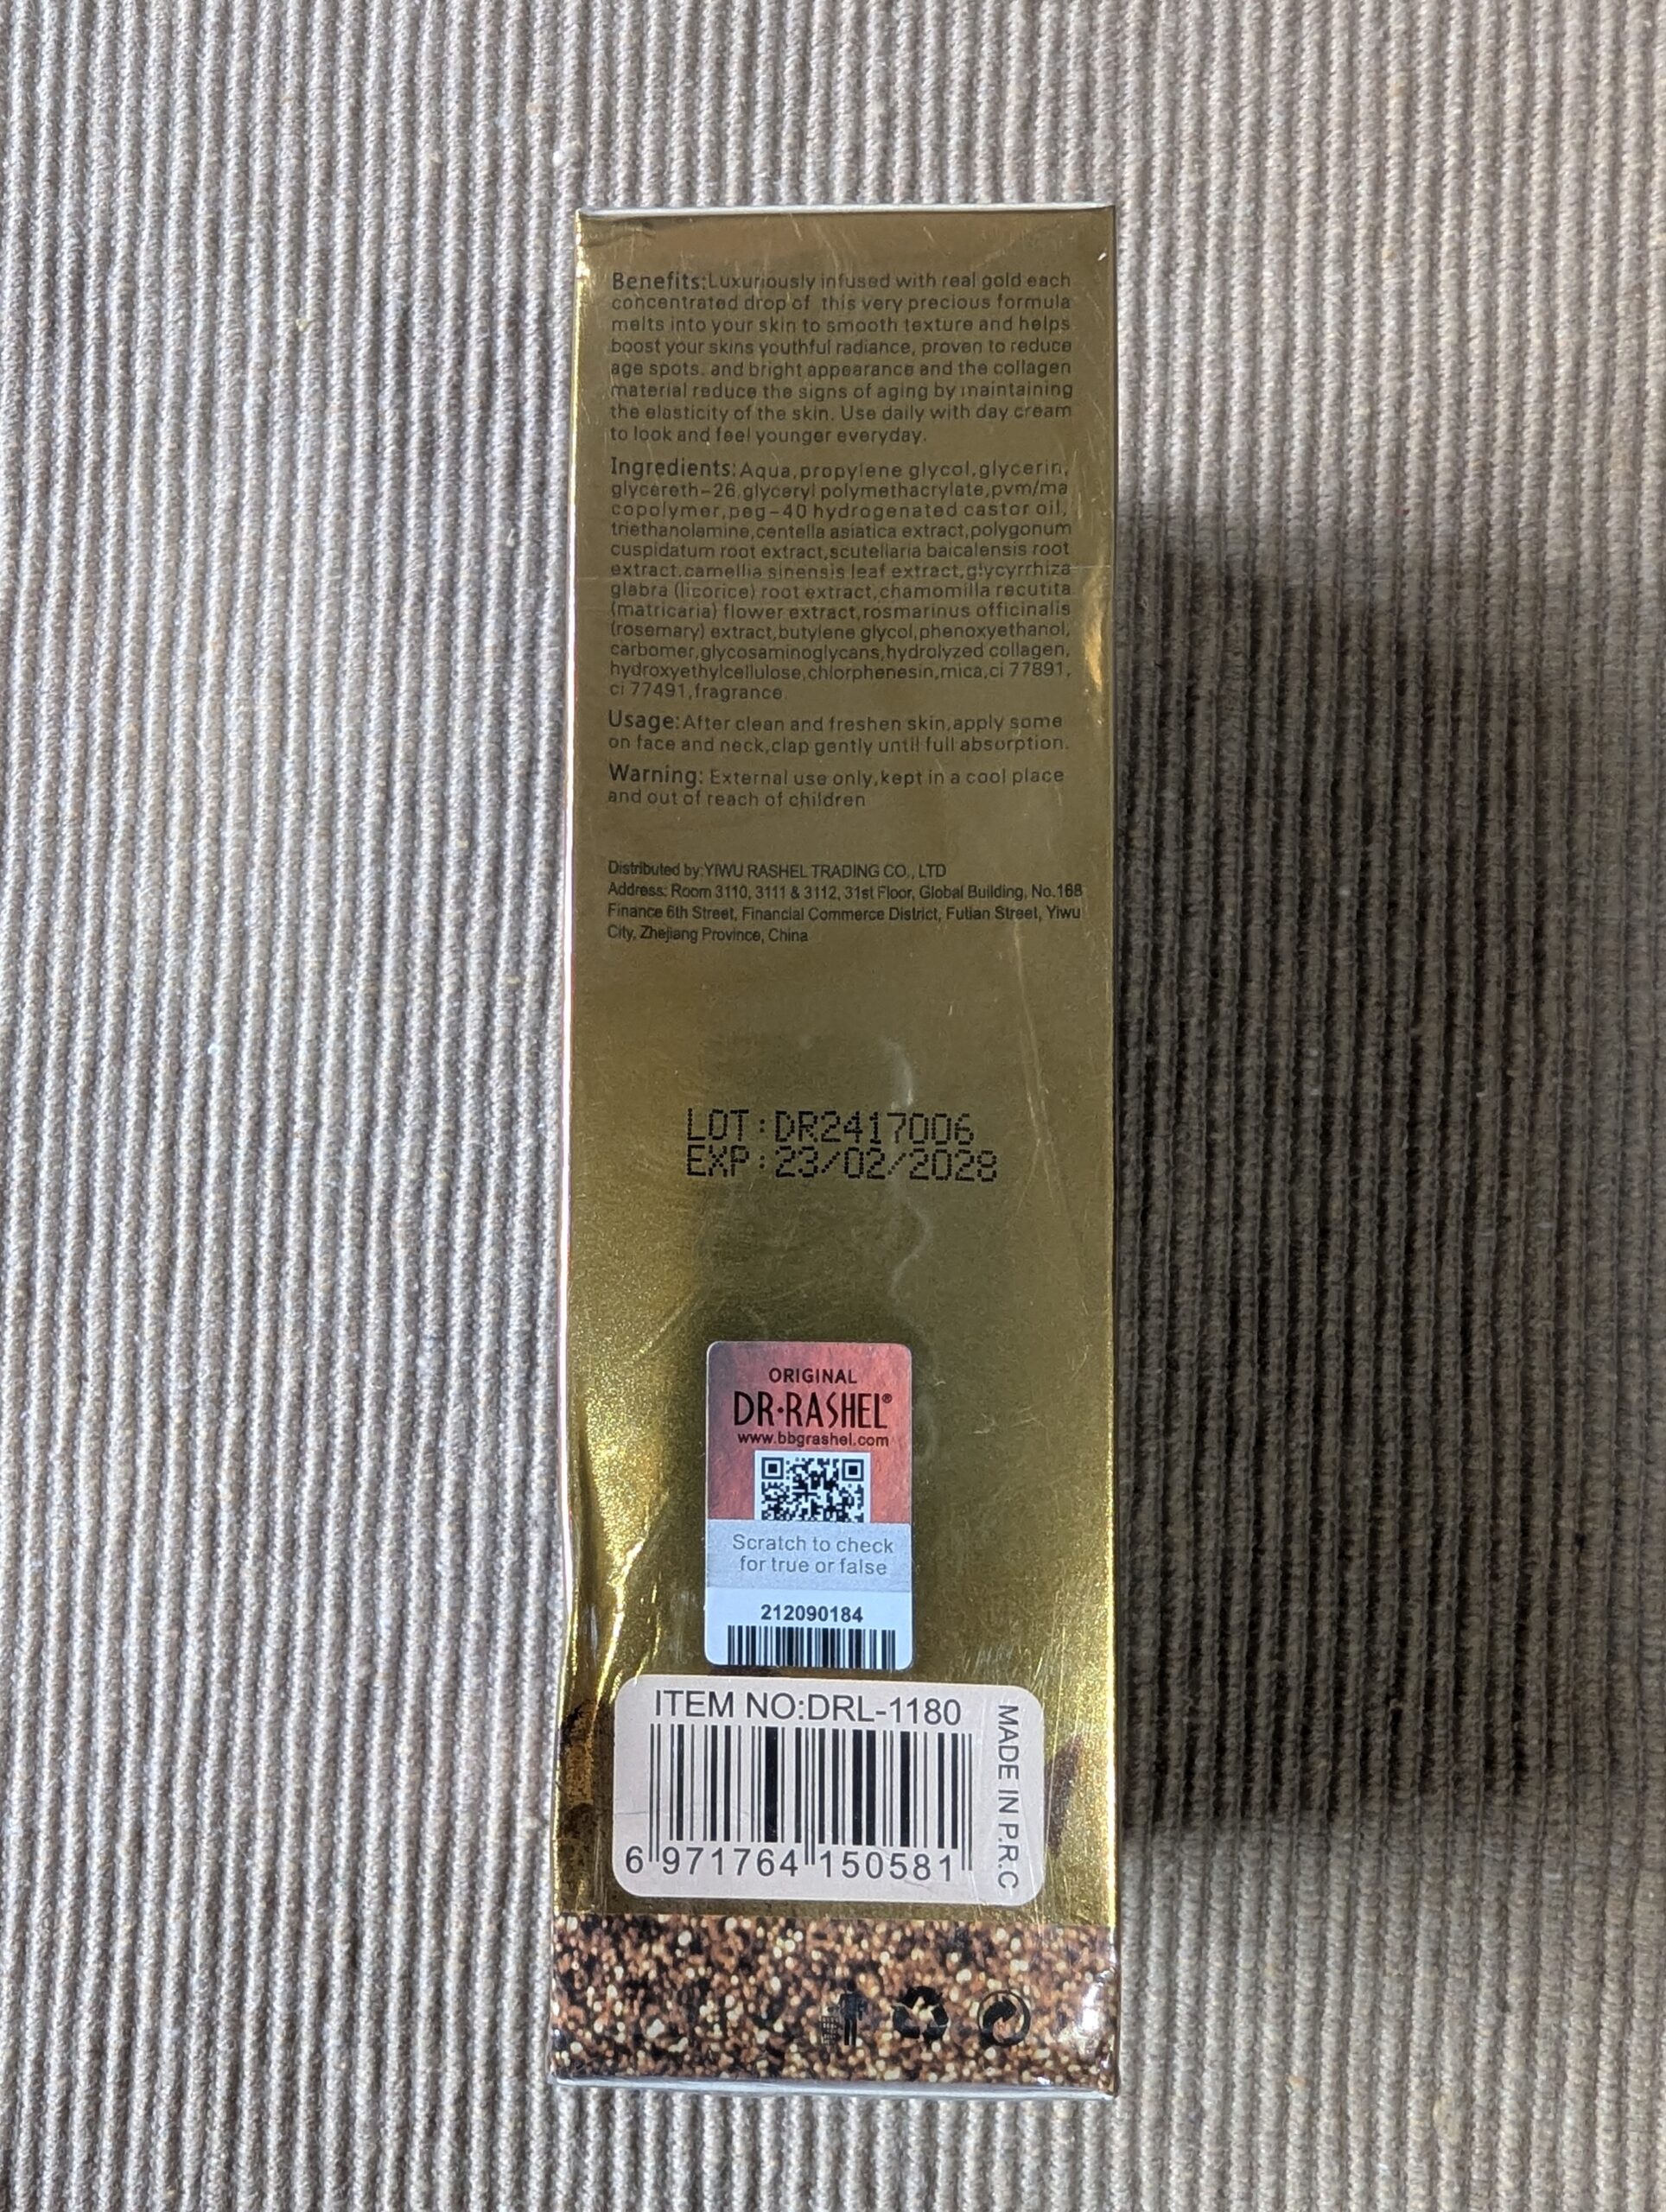 Benefits:Luxuriously infused with real gold each
concentrated drop of this very precious formula
melts into your skin to smooth texture and helps
boost your skins youthful radiance, proven to reduce
age spots. and bright appearance and the collagen
material reduce the signs of aging by maintaining
the elasticity of the skin. Use daily with day cream
to look and feel younger everyday.
Ingredients:Aqua,propylene glycol,glycerin,
glycereth-26,glyceryl polymethacrylate,pvm/ma
copolymer,peg-40 hydrogenated castor oil,
triethanolamine,centella asiatica extract,polygonum
cuspidatum root extract,scutellaria baicalensis root
extract.camellia sinensis leaf extract,glycyrrhiza
glabra (licorice) root extract,chamomilla recutita
(matricaria) flower extract,rosmarinus officinalis
(rosemary) extract,butylene glycol,phenoxyethanol,
carbomer,glycosaminoglycans,hydrolyzed collagen,
hydroxyethylcellulose,chlorphenesin,mica,ci 77891,
ci 77491,fragrance
Usage:After clean and freshen skin,apply some
on face and neck,clap gently until full absorption.
Warning: External use only,kept in a cool place
and out of reach of children
Distributed by:YIWU RASHEL TRADING CO., LTD
Address: Room 3110, 3111 & 3112, 31st Floor, Global Building, No.168
Finance 6th Street, Financial Commerce District, Futian Street, Yiwu
City, Zhejiang Province, China
LOT:DR2417006
EXP:23/02/2028
ORIGINAL
DR·RASHEL®
www.bbgrashel.com
Scratch to check
for true or false
212090184
ITEM NO:DRL-1180
6 971764 150581
MADE IN P.R.C